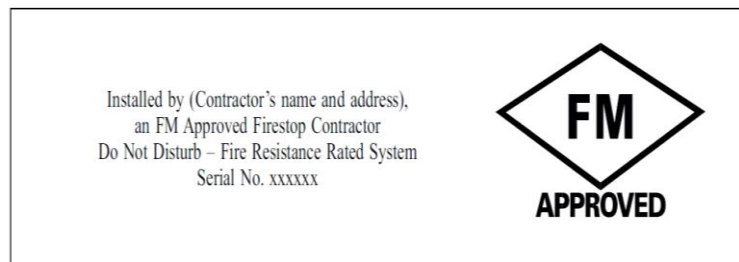 Installed by (Contractor’s name and address),
an FM Approved Firestop Contractor
Do Not Disturb – Fire Resistance Rated System
Serial No. xxxxxx
FM
APPROVED